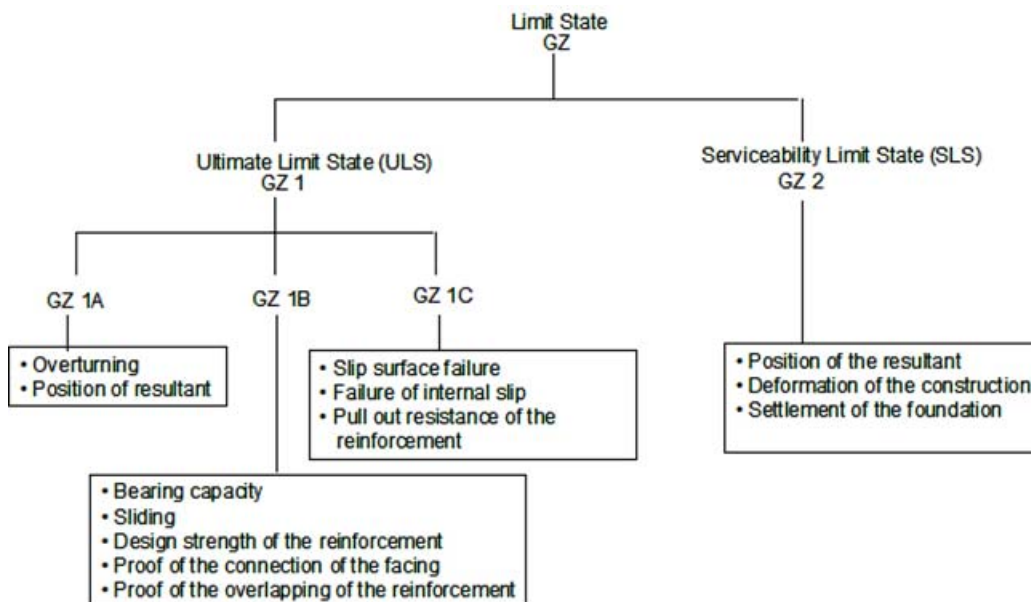 Limit State
GZ
Ultimate Limit State (ULS)
GZ 1
Serviceability Limit State (SLS)
GZ 2
GZ 1A
GZ 1B
GZ 1C
• Overturning
• Position of resultant
• Slip surface failure
• Failure of internal slip
• Pull out resistance of the
reinforcement
• Position of the resultant
• Deformation of the construction
• Settlement of the foundation
• Bearing capacity
• Sliding
• Design strength of the reinforcement
• Proof of the connection of the facing
• Proof of the overlapping of the reinforcement